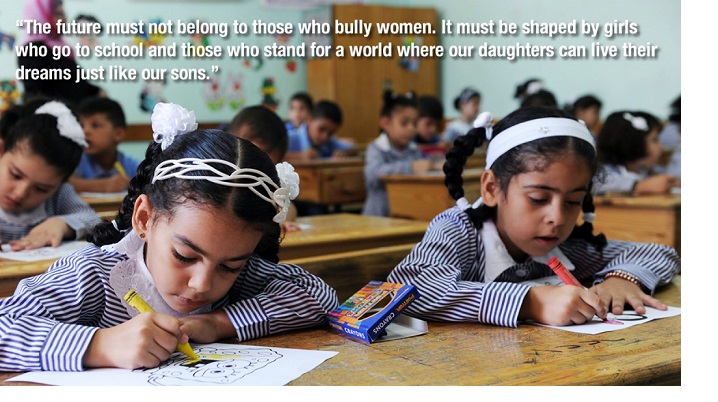 “The future must not belong to those who bully women. It must be shaped by girls
who go to school and those who stand for a world where our daughters can live their
dreams just like our sons.”
CRAYONS